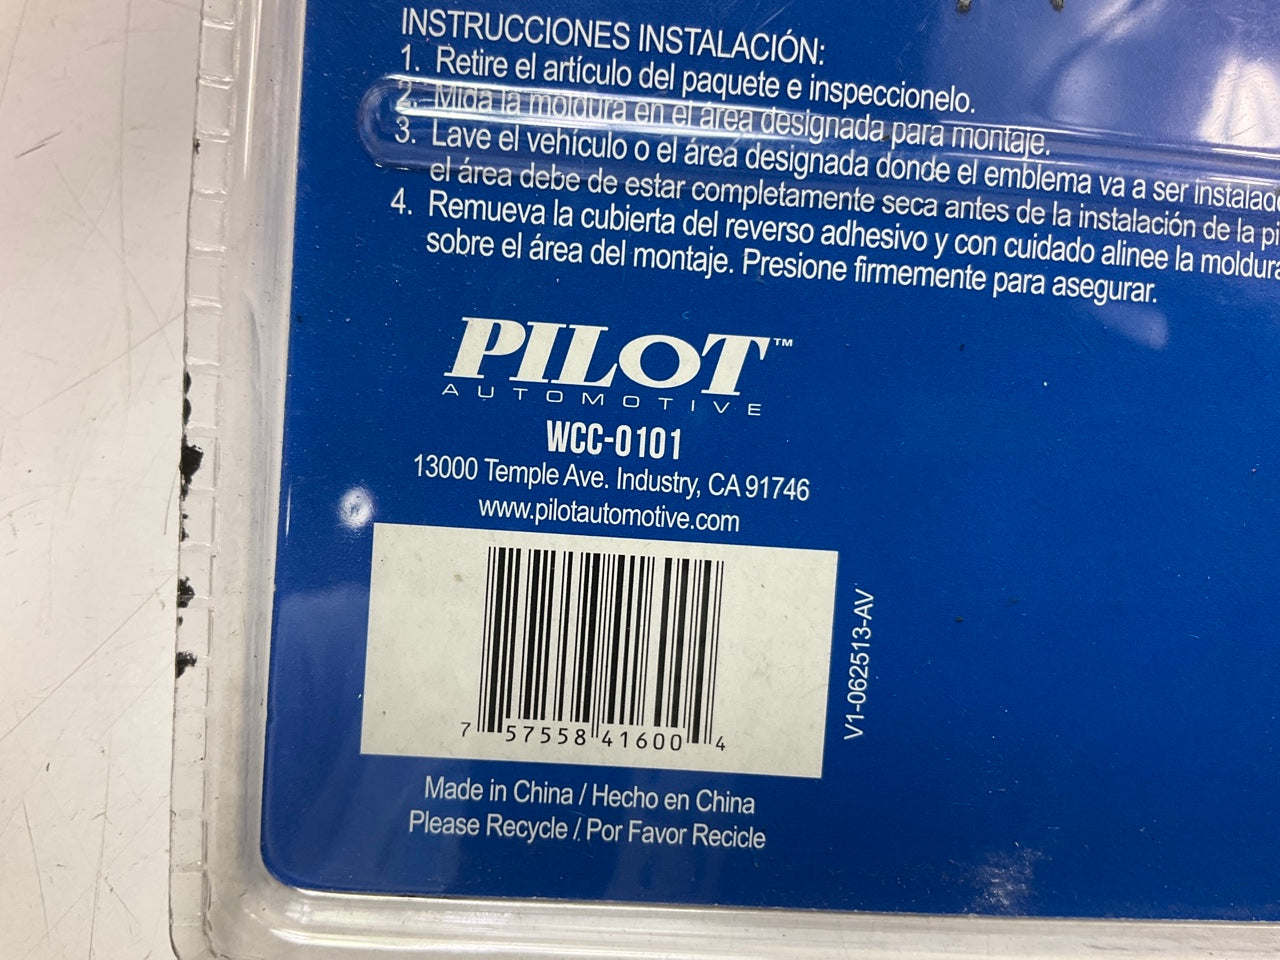 INSTRUCCIONES INSTALACIÓN:
1. Retire el artículo del paquete e inspeccionelo.
2. Mida la moldura en el área designada para montaje.
3. Lave el vehículo o el área designada donde el emblema va a ser instalad
el área debe de estar completamente seca antes de la instalación de la pi
4. Remueva la cubierta del reverso adhesivo y con cuidado alinee la moldura
sobre el área del montaje. Presione firmemente para asegurar.
PILOT™
AUTOMOTIVE
WCC-0101
13000 Temple Ave. Industry, CA 91746
www.pilotautomotive.com
7 57558 41600 4
V1-062513-AV
Made in China / Hecho en China
Please Recycle / Por Favor Recicle